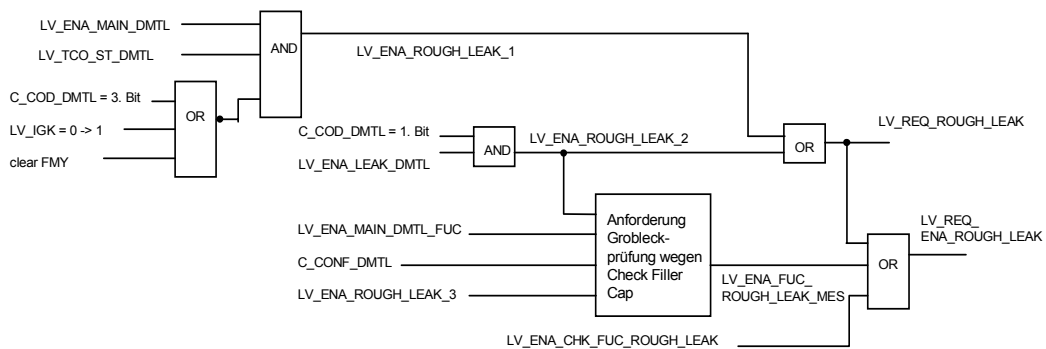 LV_ENA_MAIN_DMTL
LV_TCO_ST_DMTL
AND
LV_ENA_ROUGH_LEAK_1
C_COD_DMTL = 3. Bit
LV_IGK = 0 -> 1
clear FMY
OR
C_COD_DMTL = 1. Bit
LV_ENA_LEAK_DMTL
AND
LV_ENA_ROUGH_LEAK_2
OR
LV_REQ_ROUGH_LEAK
LV_ENA_MAIN_DMTL_FUC
C_CONF_DMTL
LV_ENA_ROUGH_LEAK_3
Anforderung
Grobleck-
prüfung wegen
Check Filler
Cap
LV_ENA_FUC_
ROUGH_LEAK_MES
LV_ENA_CHK_FUC_ROUGH_LEAK
OR
LV_REQ_
ENA_ROUGH_LEAK